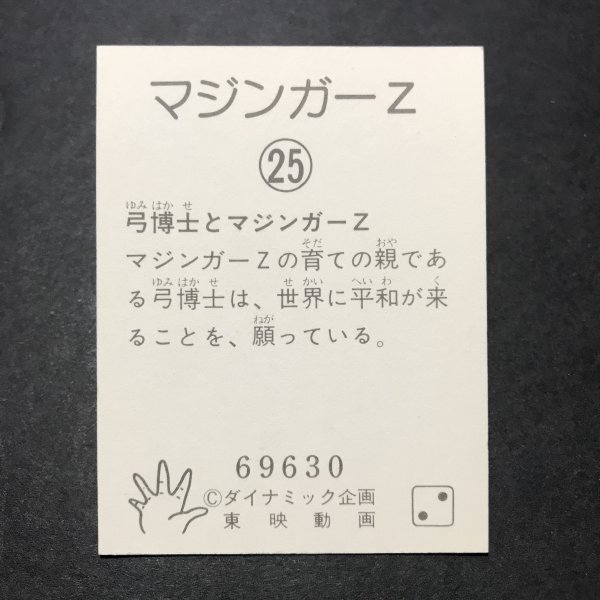 マジンガーZ
25
弓博士とマジンガーZ
マジンガーZの育ての親であ
る弓博士は、世界に平和が来
ることを、願っている。
69630
Ⓒダイナミック企画
東映動画